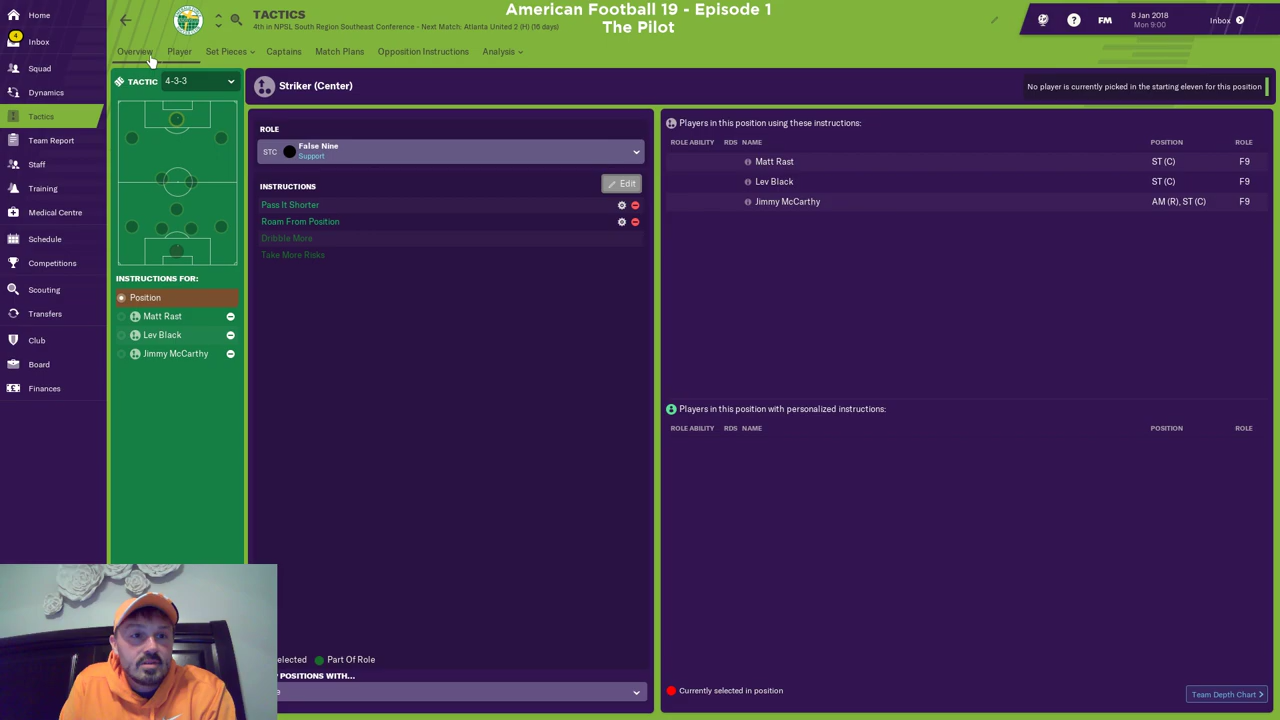 Home
4
Inbox
Squad
Dynamics
Tactics
Team Report
Staff
Training
Medical Centre
Schedule
Competitions
Scouting
Transfers
Club
Board
Finances
TACTICS
4th in NPSL South Region Southeast Conference - Next Match: Atlanta United 2 (H) (16 days)
American Football 19 - Episode 1
The Pilot
FM
8 Jan 2018
Mon 9:00
Inbox
Overview
Player
Set Pieces
Captains
Match Plans
Opposition Instructions
Analysis
TACTIC
4-3-3
INSTRUCTIONS FOR:
Position
Matt Rast
Lev Black
Jimmy McCarthy
Striker (Center)
No player is currently picked in the starting eleven for this position
ROLE
STC
False Nine
Support
INSTRUCTIONS
Edit
Pass It Shorter
Roam From Position
Dribble More
Take More Risks
Part Of Role
POSITIONS WITH...
Players in this position using these instructions:
ROLE ABILITY RDS NAME POSITION ROLE
Matt Rast ST (C) F9
Lev Black ST (C) F9
Jimmy McCarthy AM (R), ST (C) F9
Players in this position with personalized instructions:
ROLE ABILITY RDS NAME POSITION ROLE
Currently selected in position
Team Depth Chart